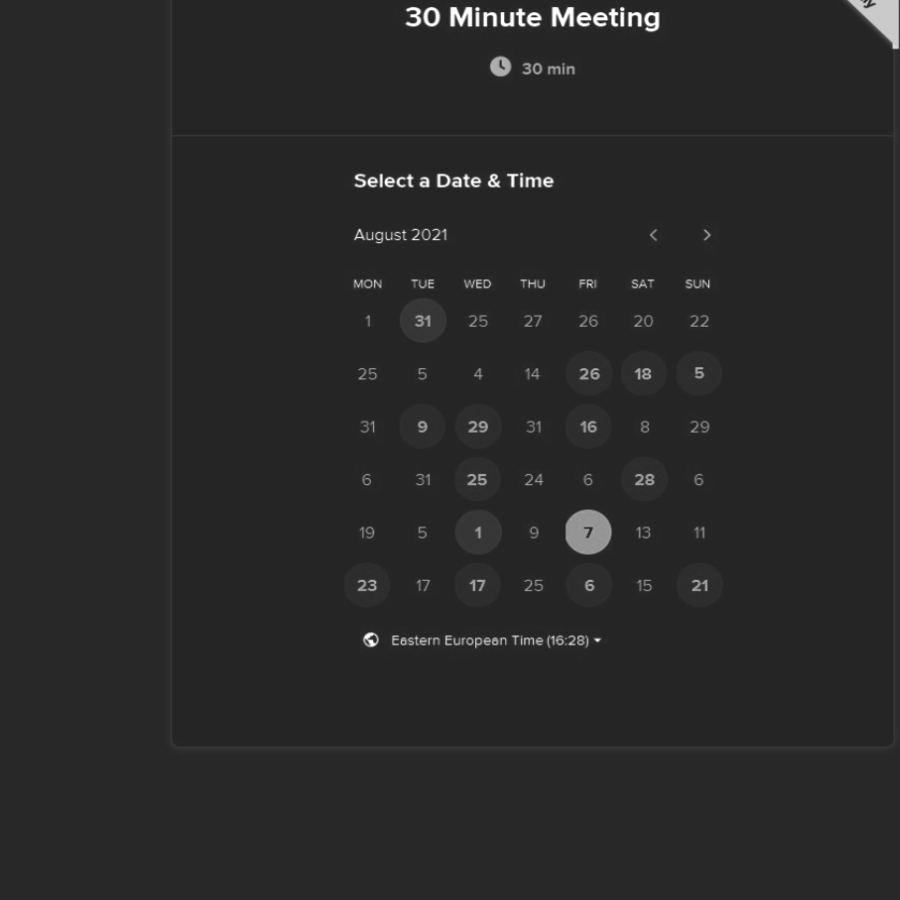 30 Minute Meeting
30 min
Select a Date & Time
August 2021
MON TUE WED THU FRI SAT SUN
1 31 25 27 26 20 22
25 5 4 14 26 18 5
31 9 29 31 16 8 29
6 31 25 24 6 28 6
19 5 1 9 7 13 11
23 17 17 25 6 15 21
Eastern European Time (16:28)